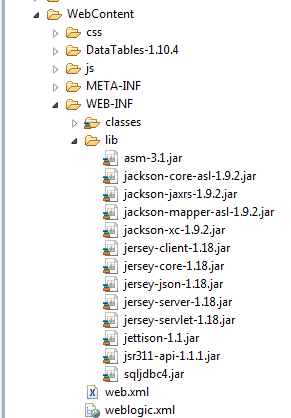 WebContent
css
DataTables-1.10.4
js
META-INF
WEB-INF
classes
lib
asm-3.1.jar
jackson-core-asl-1.9.2.jar
jackson-jaxrs-1.9.2.jar
jackson-mapper-asl-1.9.2.jar
jackson-xc-1.9.2.jar
jersey-client-1.18.jar
jersey-core-1.18.jar
jersey-json-1.18.jar
jersey-server-1.18.jar
jersey-servlet-1.18.jar
jettison-1.1.jar
jsr311-api-1.1.1.jar
sqljdbc4.jar
web.xml
weblogic.xml